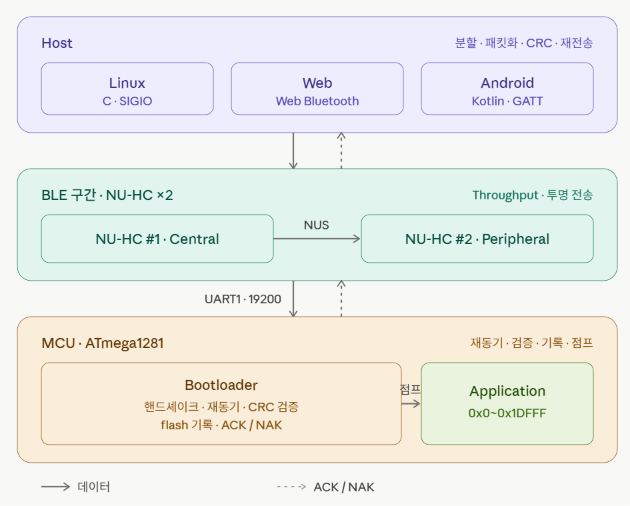 Host
분할 · 패킷화 · CRC · 재전송
Linux
C · SIGIO
Web
Web Bluetooth
Android
Kotlin · GATT
BLE 구간 · NU-HC ×2
Throughput · 투명 전송
NU-HC #1 · Central
NUS
NU-HC #2 · Peripheral
UART1 · 19200
MCU · ATmega1281
재동기 · 검증 · 기록 · 점프
Bootloader
핸드셰이크 · 재동기 · CRC 검증
flash 기록 · ACK / NAK
점프
Application
0x0~0x1DFFF
데이터
ACK / NAK